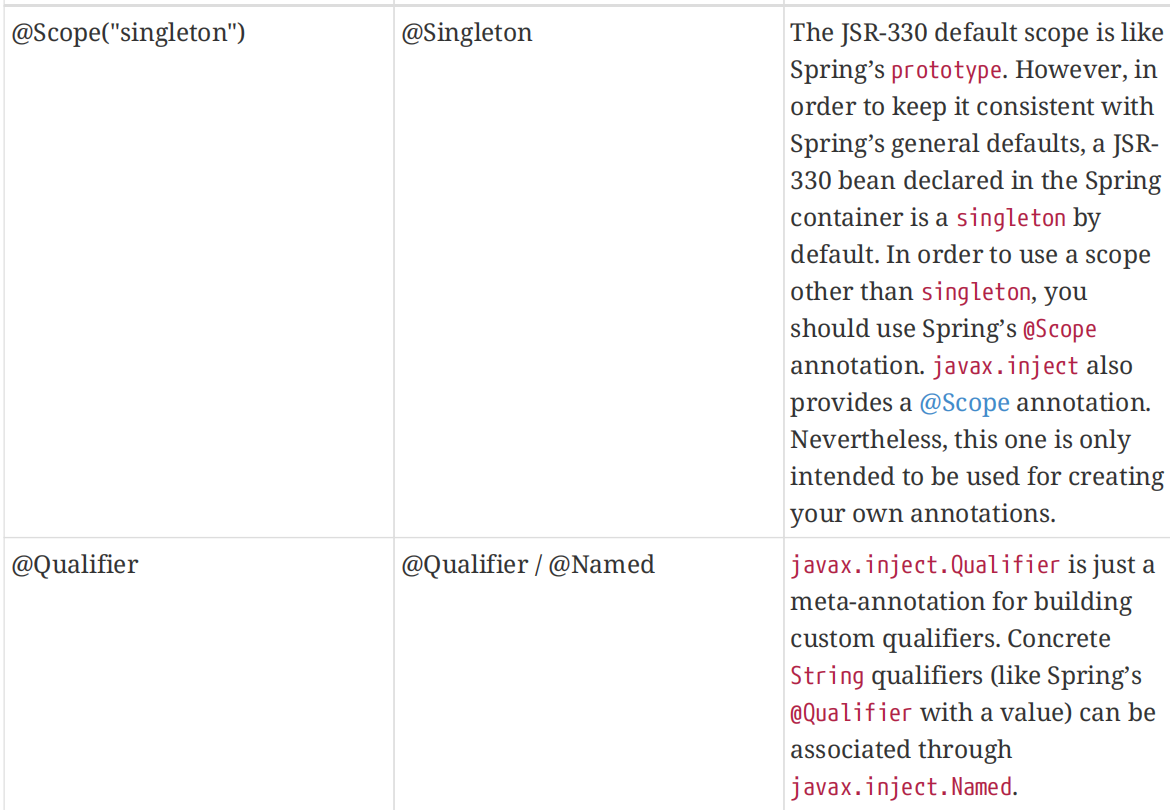 @Scope("singleton")
@Singleton
The JSR-330 default scope is like
Spring’s prototype. However, in
order to keep it consistent with
Spring’s general defaults, a JSR-
330 bean declared in the Spring
container is a singleton by
default. In order to use a scope
other than singleton, you
should use Spring’s @Scope
annotation. javax.inject also
provides a @Scope annotation.
Nevertheless, this one is only
intended to be used for creating
your own annotations.
@Qualifier
@Qualifier / @Named
javax.inject.Qualifier is just a
meta-annotation for building
custom qualifiers. Concrete
String qualifiers (like Spring’s
@Qualifier with a value) can be
associated through
javax.inject.Named.